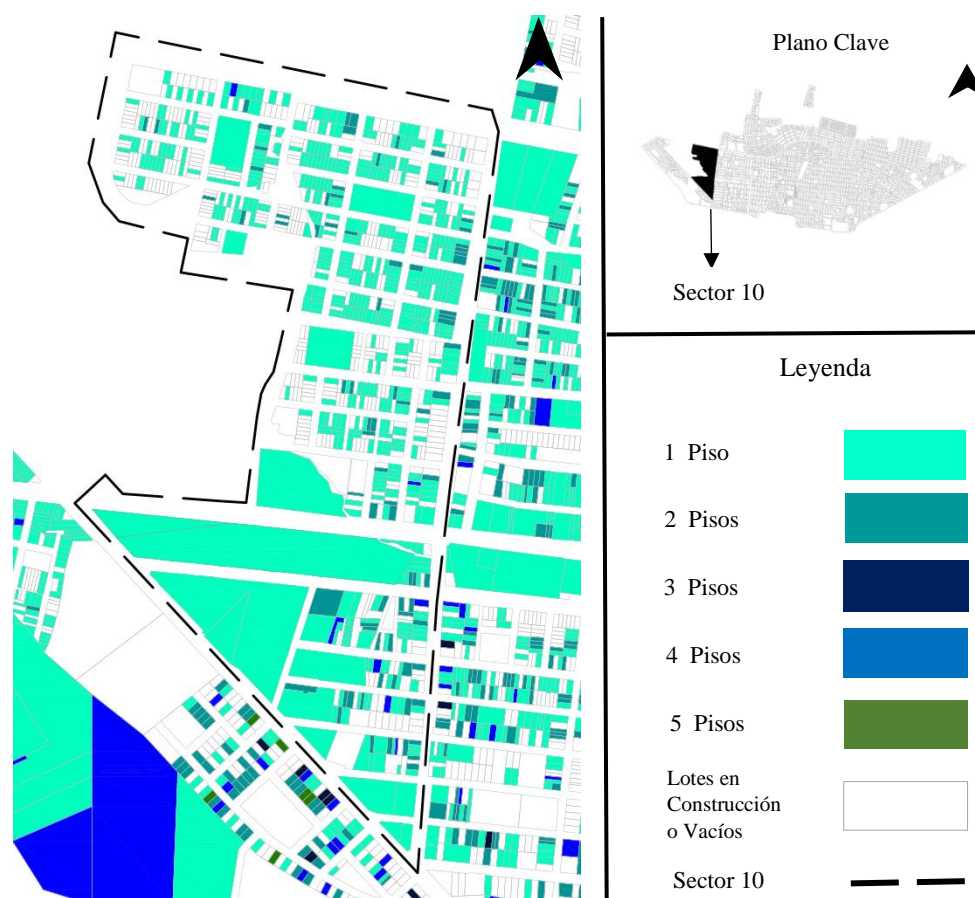 Plano Clave
Sector 10
Leyenda
1 Piso
2 Pisos
3 Pisos
4 Pisos
5 Pisos
Lotes en
Construcción
o Vacíos
Sector 10